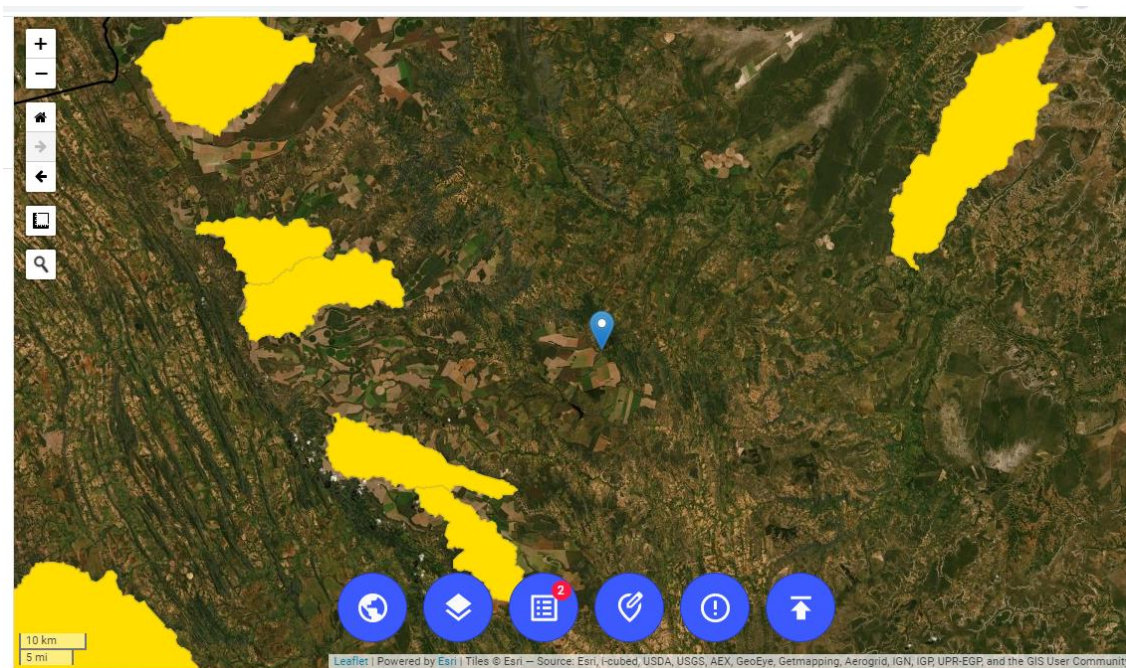 +
−
2
10 km
5 mi
Leaflet | Powered by Esri | Tiles © Esri — Source: Esri, i-cubed, USDA, USGS, AEX, GeoEye, Getmapping, Aerogrid, IGN, IGP, UPR-EGP, and the GIS User Communit